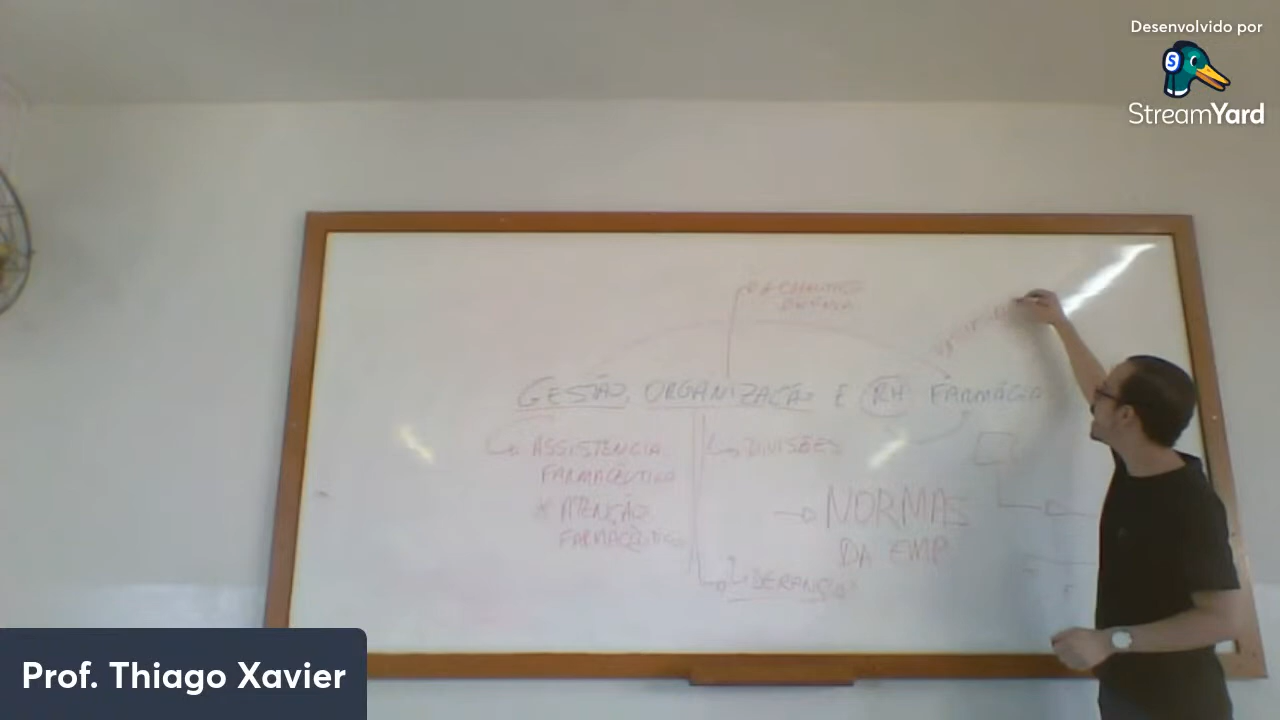 Desenvolvido por
StreamYard
GESTÃO, ORGANIZAÇÃO E RH FARMÁCIA
ASSISTÊNCIA DIVISÕES
FARMACÊUTICA
* ATENÇÃO NORMAS
FARMACÊUTICA DA EMP
LIDERANÇA
Prof. Thiago Xavier